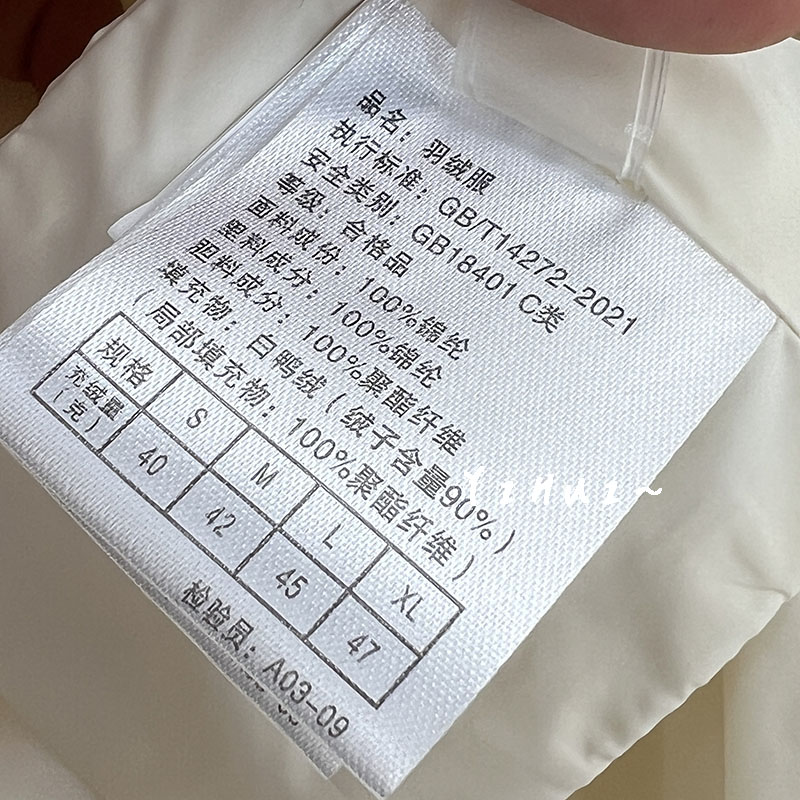 品名：羽绒服
执行标准：GB/T14272-2021
安全类别：GB18401 C类
等级：合格品
面料成份：100%锦纶
里料成分：100%锦纶
胆料成分：100%聚酯纤维
填充物：白鸭绒（绒子含量90%）
（局部填充物：100%聚酯纤维）
规格 S M L XL
充绒量（克） 40 42 45 47
检验员：A03-09
YiHui~